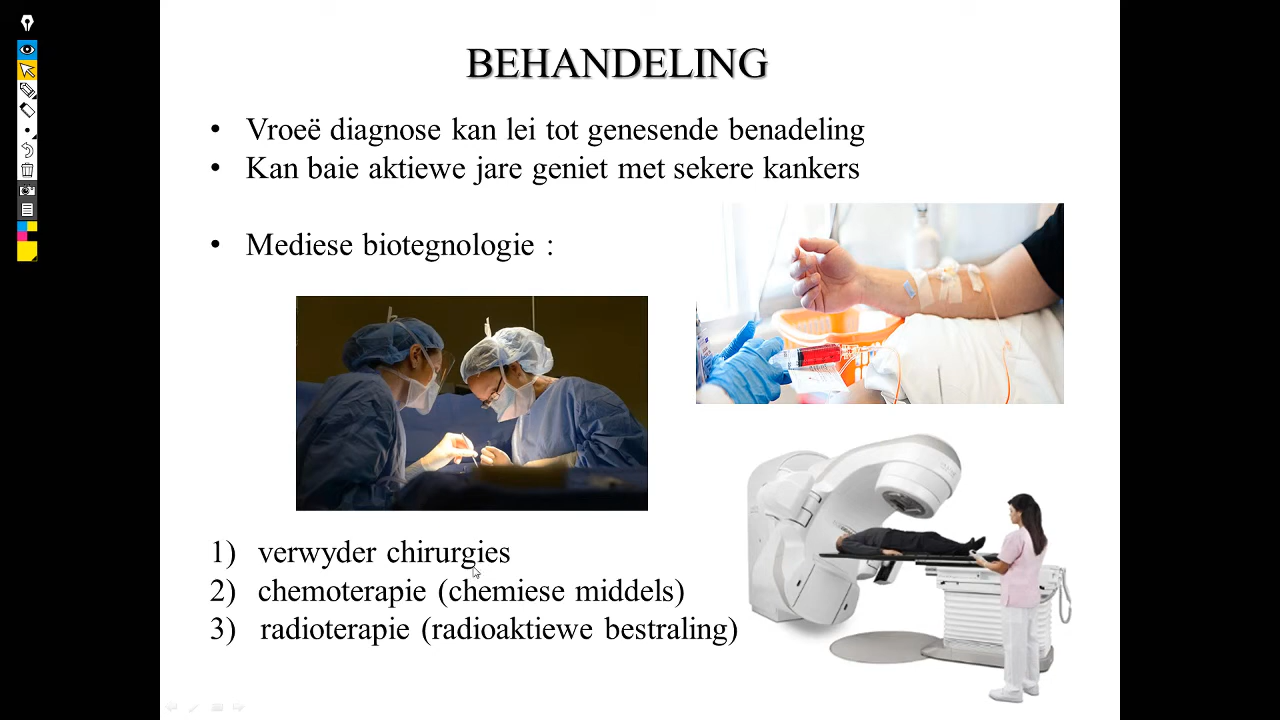 BEHANDELING
• Vroeë diagnose kan lei tot genesende benadeling
• Kan baie aktiewe jare geniet met sekere kankers
• Mediese biotegnologie :
1) verwyder chirurgies
2) chemoterapie (chemiese middels)
3) radioterapie (radioaktiewe bestraling)